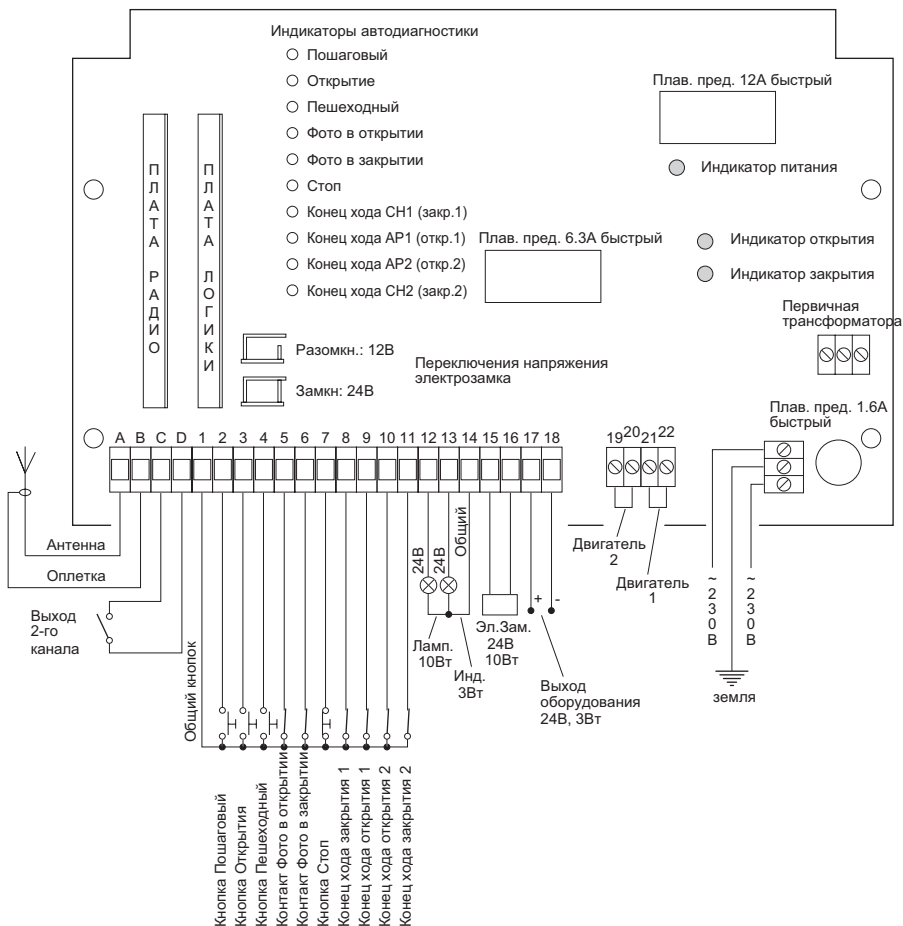 Индикаторы автодиагностики
Пошаговый
Открытие
Пешеходный
Фото в открытии
Фото в закрытии
Стоп
Конец хода СН1 (закр.1)
Конец хода АР1 (откр.1)
Конец хода АР2 (откр.2)
Конец хода СН2 (закр.2)
Плав. пред. 12А быстрый
Индикатор питания
Плав. пред. 6.3А быстрый
Индикатор открытия
Индикатор закрытия
Первичная
трансформатора
ПЛАТА РАДИО
ПЛАТА ЛОГИКИ
Разомкн.: 12В
Замкн: 24В
Переключения напряжения
электрозамка
Плав. пред. 1.6А
быстрый
A B C D 1 2 3 4 5 6 7 8 9 10 11 12 13 14 15 16 17 18
19 20 21 22
Антенна
Оплетка
Выход
2-го
канала
Общий кнопок
24В
24В
Общий
Ламп.
10Вт
Инд.
3Вт
Эл.Зам.
24В
10Вт
+ -
Выход
оборудования
24В, 3Вт
Двигатель
2
Двигатель
1
~230В
~230В
земля
Кнопка Пошаговый
Кнопка Открытия
Кнопка Пешеходный
Контакт Фото в открытии
Контакт Фото в закрытии
Кнопка Стоп
Конец хода закрытия 1
Конец хода открытия 1
Конец хода открытия 2
Конец хода закрытия 2